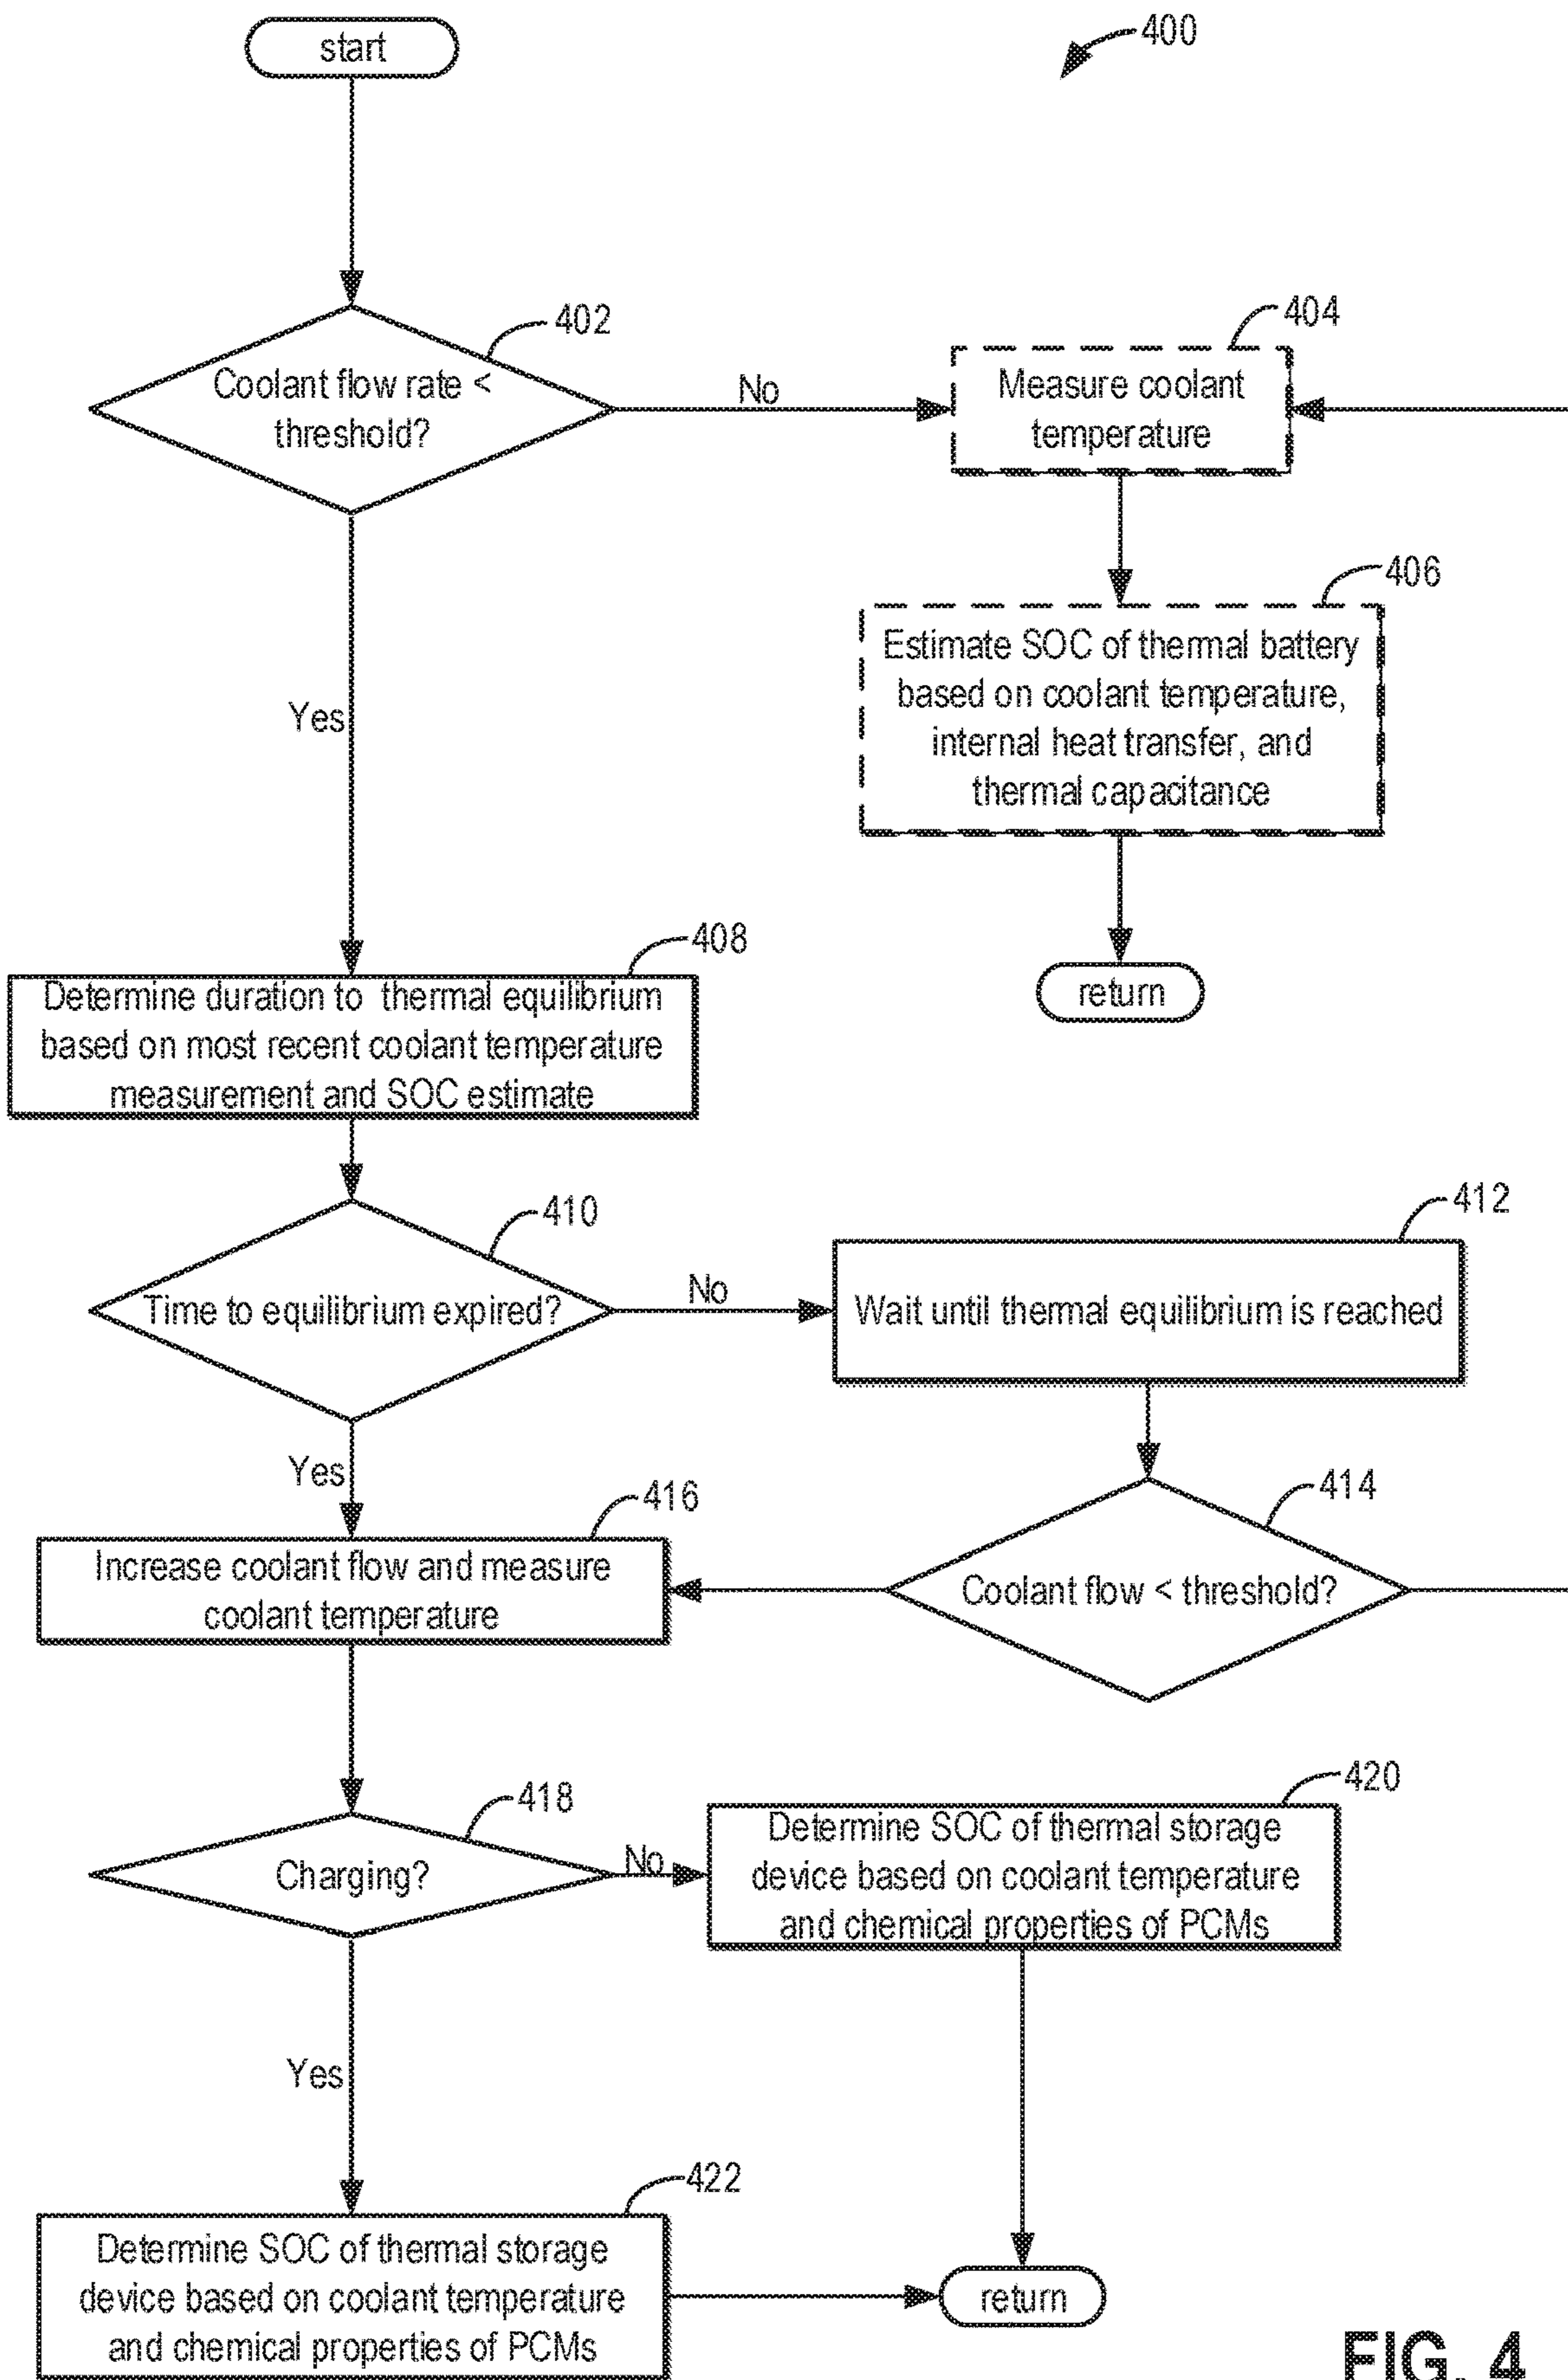 start
400
402
Coolant flow rate <
threshold?
No
404
Measure coolant
temperature
406
Estimate SOC of thermal battery
based on coolant temperature,
internal heat transfer, and
thermal capacitance
Yes
return
408
Determine duration to thermal equilibrium
based on most recent coolant temperature
measurement and SOC estimate
410
Time to equilibrium expired?
No
412
Wait until thermal equilibrium is reached
Yes
414
Coolant flow < threshold?
416
Increase coolant flow and measure
coolant temperature
418
Charging?
No
420
Determine SOC of thermal storage
device based on coolant temperature
and chemical properties of PCMs
Yes
422
Determine SOC of thermal storage
device based on coolant temperature
and chemical properties of PCMs
return
FIG. 4